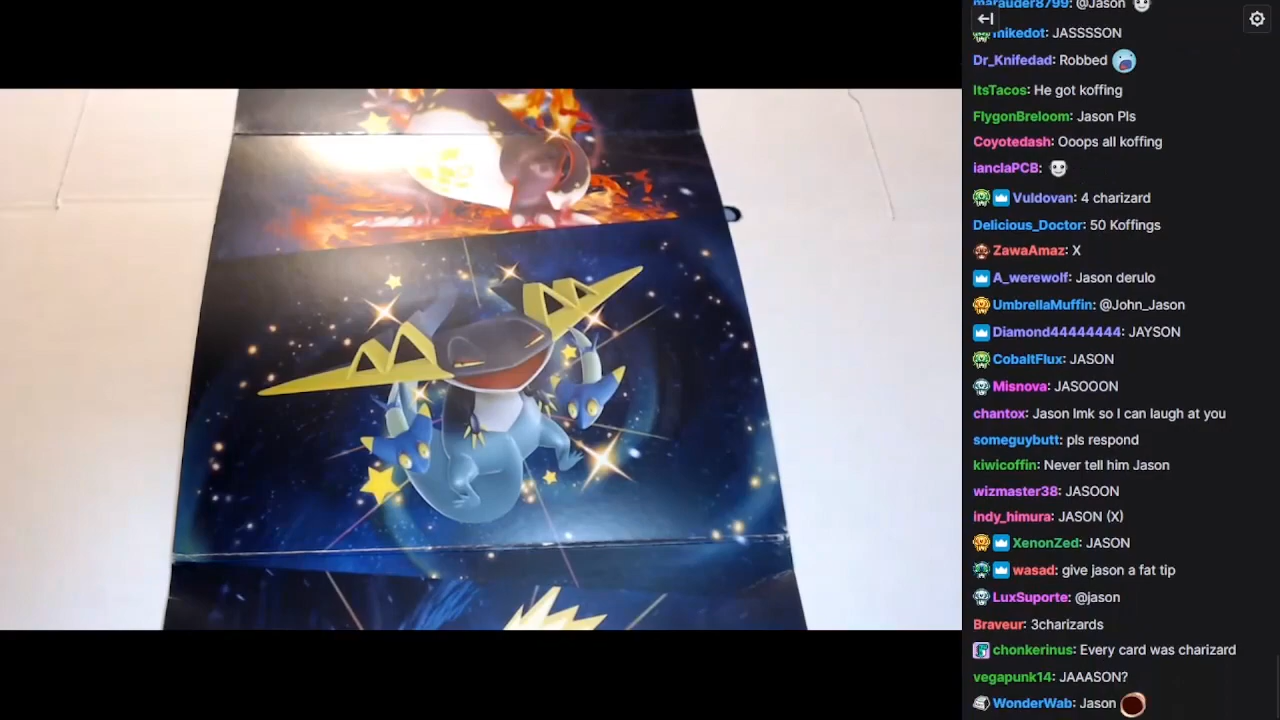 marauder8799: @Jason
mikedot: JASSSSON
Dr_Knifedad: Robbed
ItsTacos: He got koffing
FlygonBreloom: Jason Pls
Coyotedash: Ooops all koffing
ianclaPCB:
Vuldovan: 4 charizard
Delicious_Doctor: 50 Koffings
ZawaAmaz: X
A_werewolf: Jason derulo
UmbrellaMuffin: @John_Jason
Diamond44444444: JAYSON
CobaltFlux: JASON
Misnova: JASOOON
chantox: Jason lmk so I can laugh at you
someguybutt: pls respond
kiwicoffin: Never tell him Jason
wizmaster38: JASOON
indy_himura: JASON (X)
XenonZed: JASON
wasad: give jason a fat tip
LuxSuporte: @jason
Braveur: 3charizards
chonkerinus: Every card was charizard
vegapunk14: JAAASON?
WonderWab: Jason